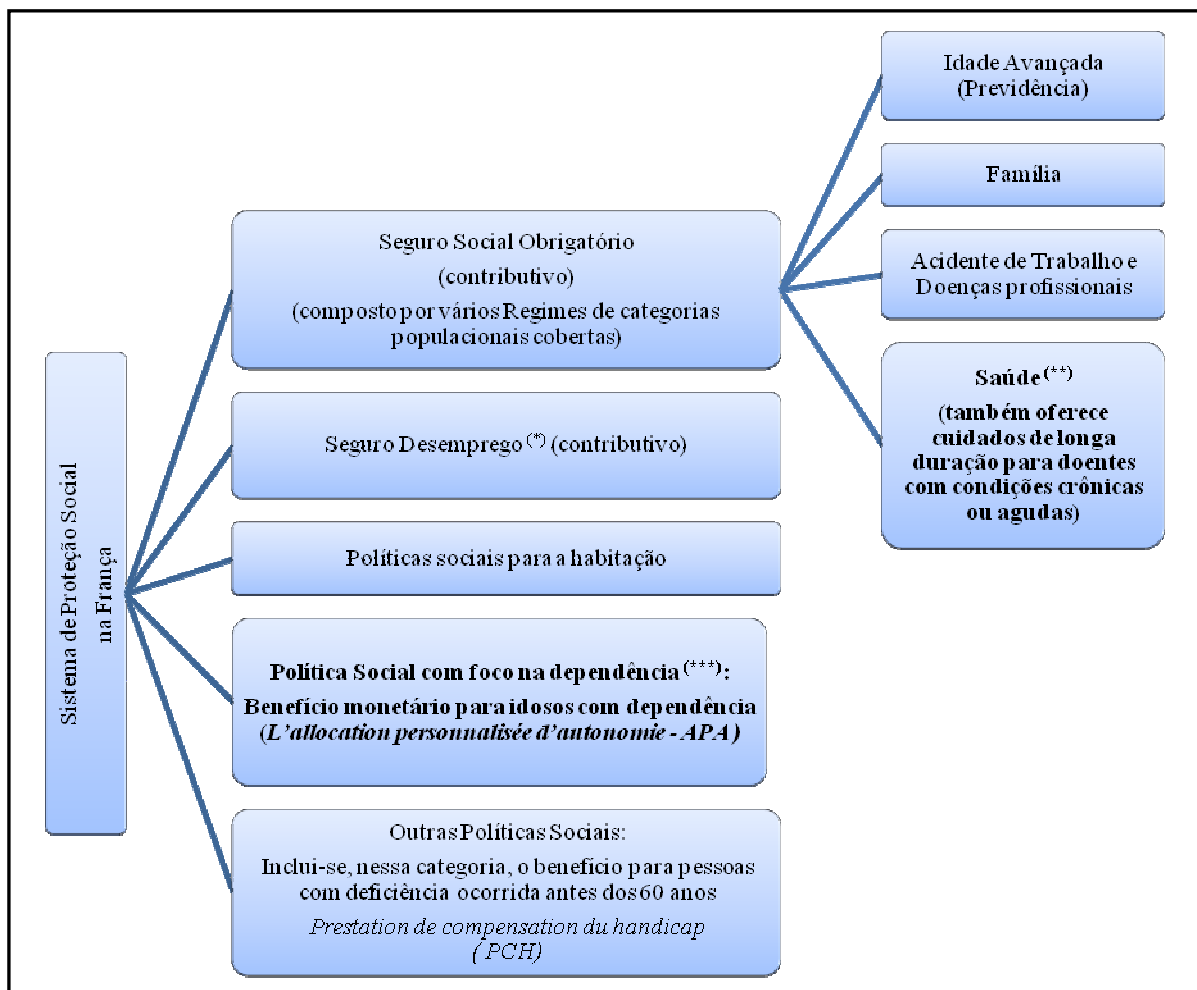 Sistema de Proteção Social
na França
Seguro Social Obrigatório
(contributivo)
(composto por vários Regimes de categorias
populacionais cobertas)
Idade Avançada
(Previdência)
Família
Acidente de Trabalho e
Doenças profissionais
Saúde (**)
(também oferece
cuidados de longa
duração para doentes
com condições crônicas
ou agudas)
Seguro Desemprego (*) (contributivo)
Políticas sociais para a habitação
Política Social com foco na dependência (***):
Benefício monetário para idosos com dependência
(L’allocation personnalisée d’autonomie - APA)
Outras Políticas Sociais:
Inclui-se, nessa categoria, o benefício para pessoas
com deficiência ocorrida antes dos 60 anos
Prestation de compensation du handicap
( PCH)